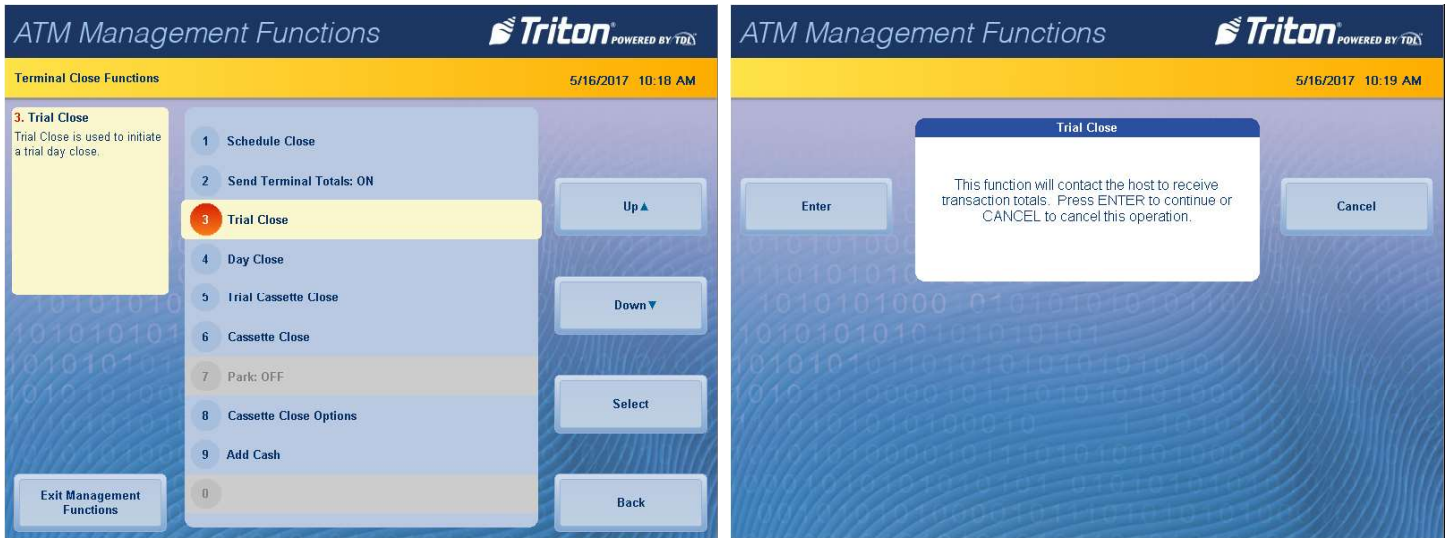 ATM Management Functions
Triton POWERED BY TDL
Terminal Close Functions
5/16/2017 10:18 AM
3. Trial Close
Trial Close is used to initiate
a trial day close.
1 Schedule Close
2 Send Terminal Totals: ON
3 Trial Close
4 Day Close
5 Trial Cassette Close
6 Cassette Close
7 Park: OFF
8 Cassette Close Options
9 Add Cash
0
Up▲
Down▼
Select
Back
Exit Management
Functions
ATM Management Functions
Triton POWERED BY TDL
5/16/2017 10:19 AM
Trial Close
This function will contact the host to receive
transaction totals. Press ENTER to continue or
CANCEL to cancel this operation.
Enter
Cancel